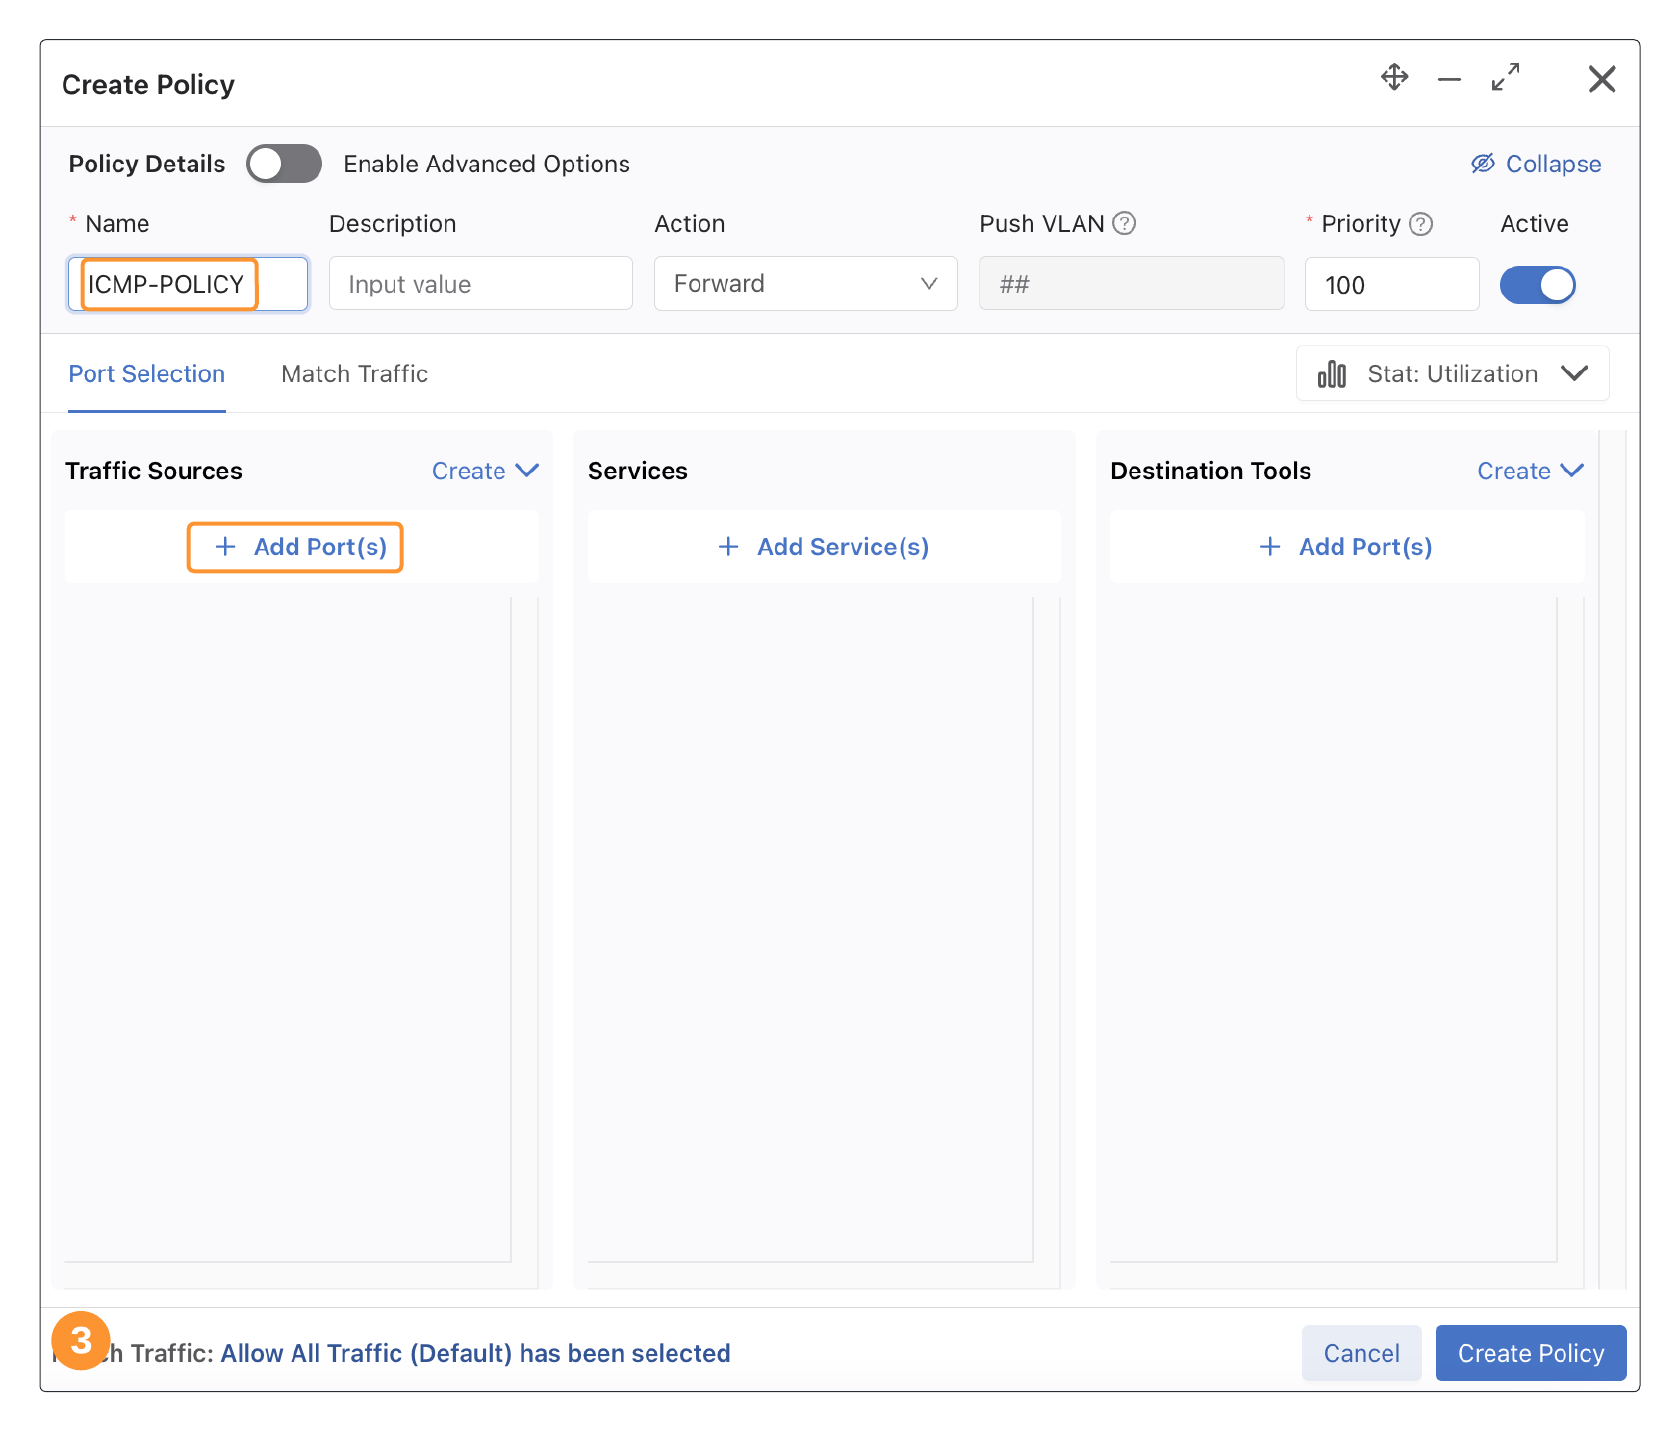 Create Policy
Policy Details Enable Advanced Options Collapse
* Name Description Action Push VLAN ? * Priority ? Active
ICMP-POLICY Input value Forward ## 100
Port Selection Match Traffic Stat: Utilization
Traffic Sources Create Services Destination Tools Create
+ Add Port(s) + Add Service(s) + Add Port(s)
3 h Traffic: Allow All Traffic (Default) has been selected Cancel Create Policy